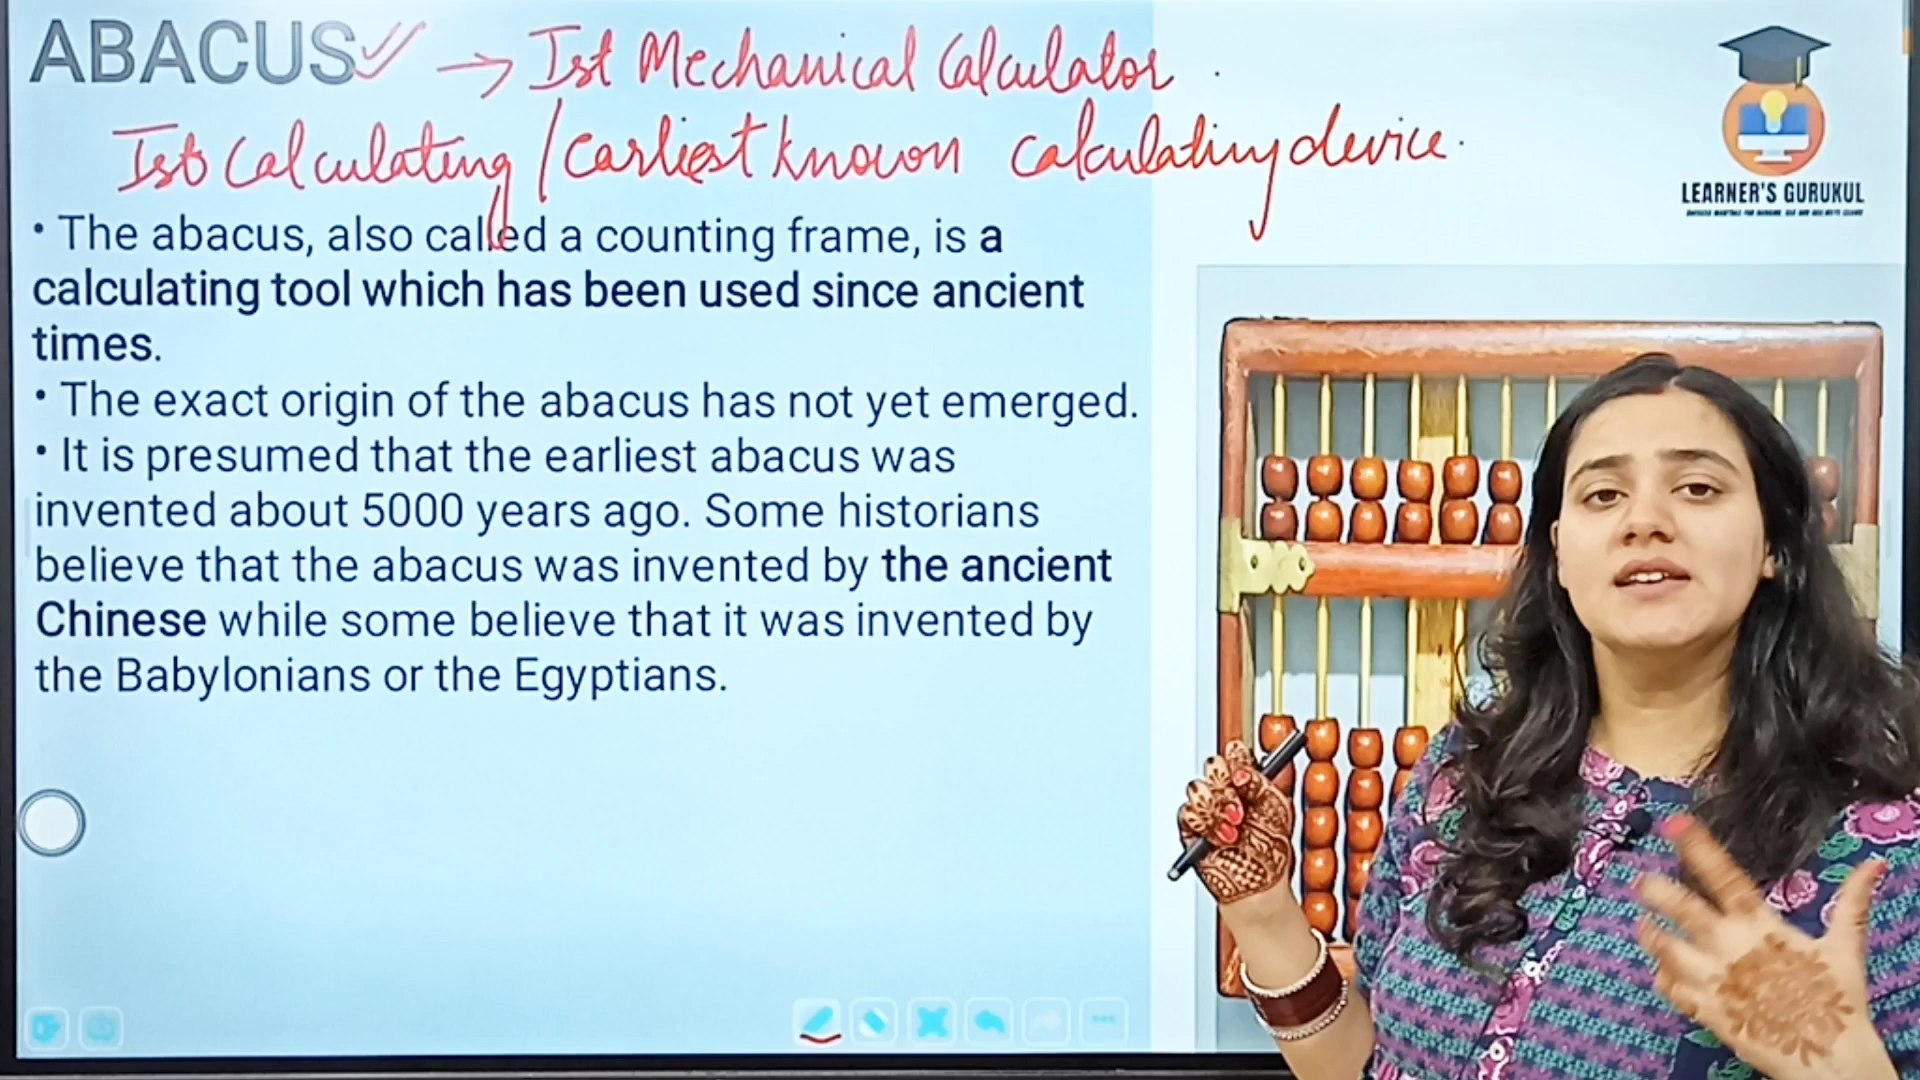 ABACUS → Ist Mechanical Calculator.
Ist Calculating / Earliest known calculating device.
LEARNER'S GURUKUL
• The abacus, also called a counting frame, is a
calculating tool which has been used since ancient
times.
• The exact origin of the abacus has not yet emerged.
• It is presumed that the earliest abacus was
invented about 5000 years ago. Some historians
believe that the abacus was invented by the ancient
Chinese while some believe that it was invented by
the Babylonians or the Egyptians.